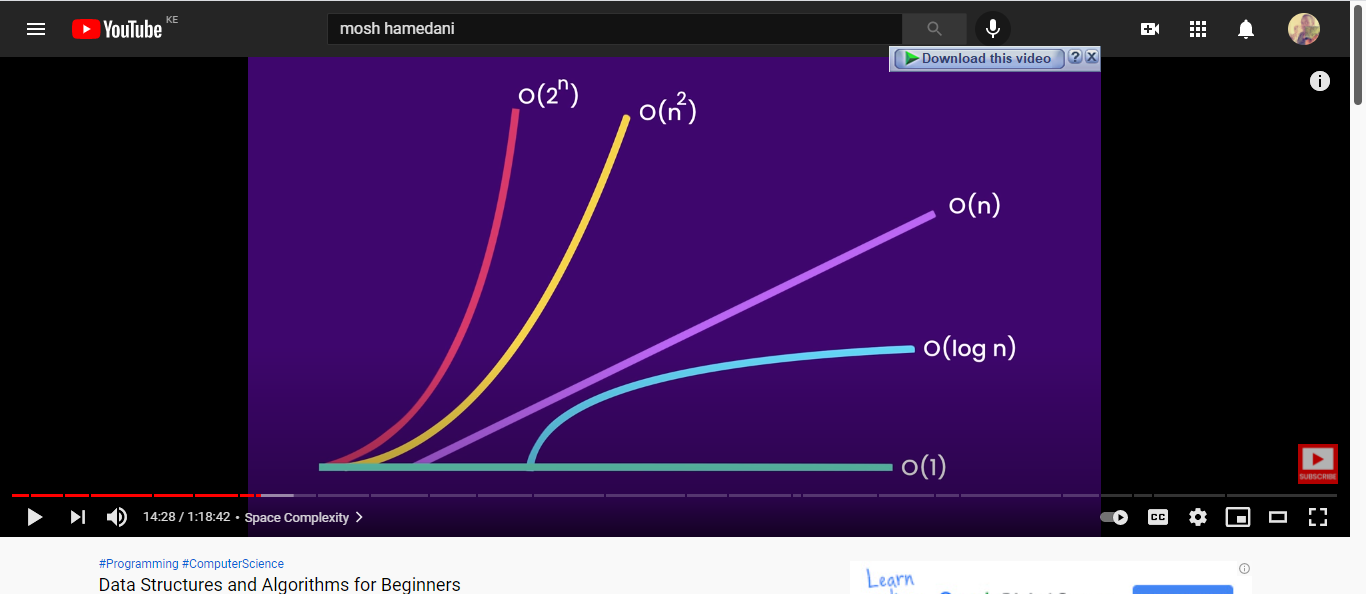 YouTube KE
mosh hamedani
Download this video ? X
O(2^n)
O(n^2)
O(n)
O(log n)
O(1)
SUBSCRIBE
14:28 / 1:18:42 • Space Complexity >
CC
#Programming #ComputerScience
Data Structures and Algorithms for Beginners
Learn